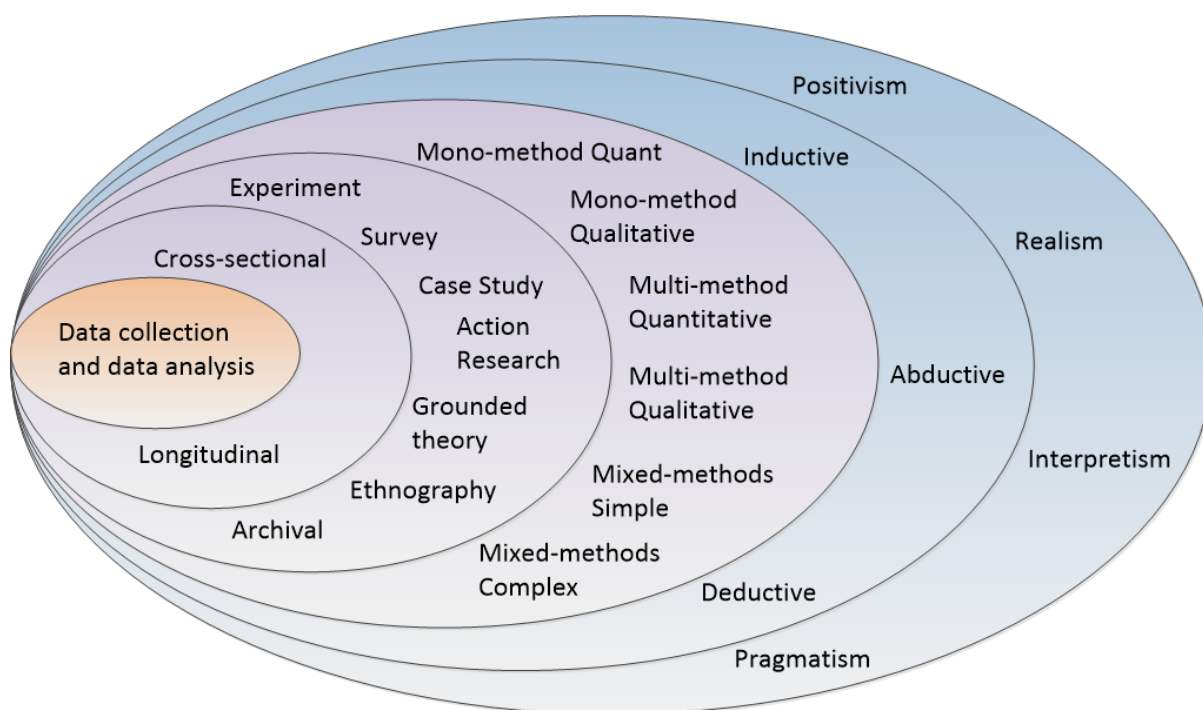 Positivism
Inductive
Mono-method Quant
Experiment
Mono-method
Qualitative
Survey
Realism
Cross-sectional
Case Study
Multi-method
Quantitative
Action
Research
Data collection
and data analysis
Multi-method
Qualitative
Abductive
Grounded
theory
Longitudinal
Interpretism
Ethnography
Mixed-methods
Simple
Archival
Mixed-methods
Complex
Deductive
Pragmatism